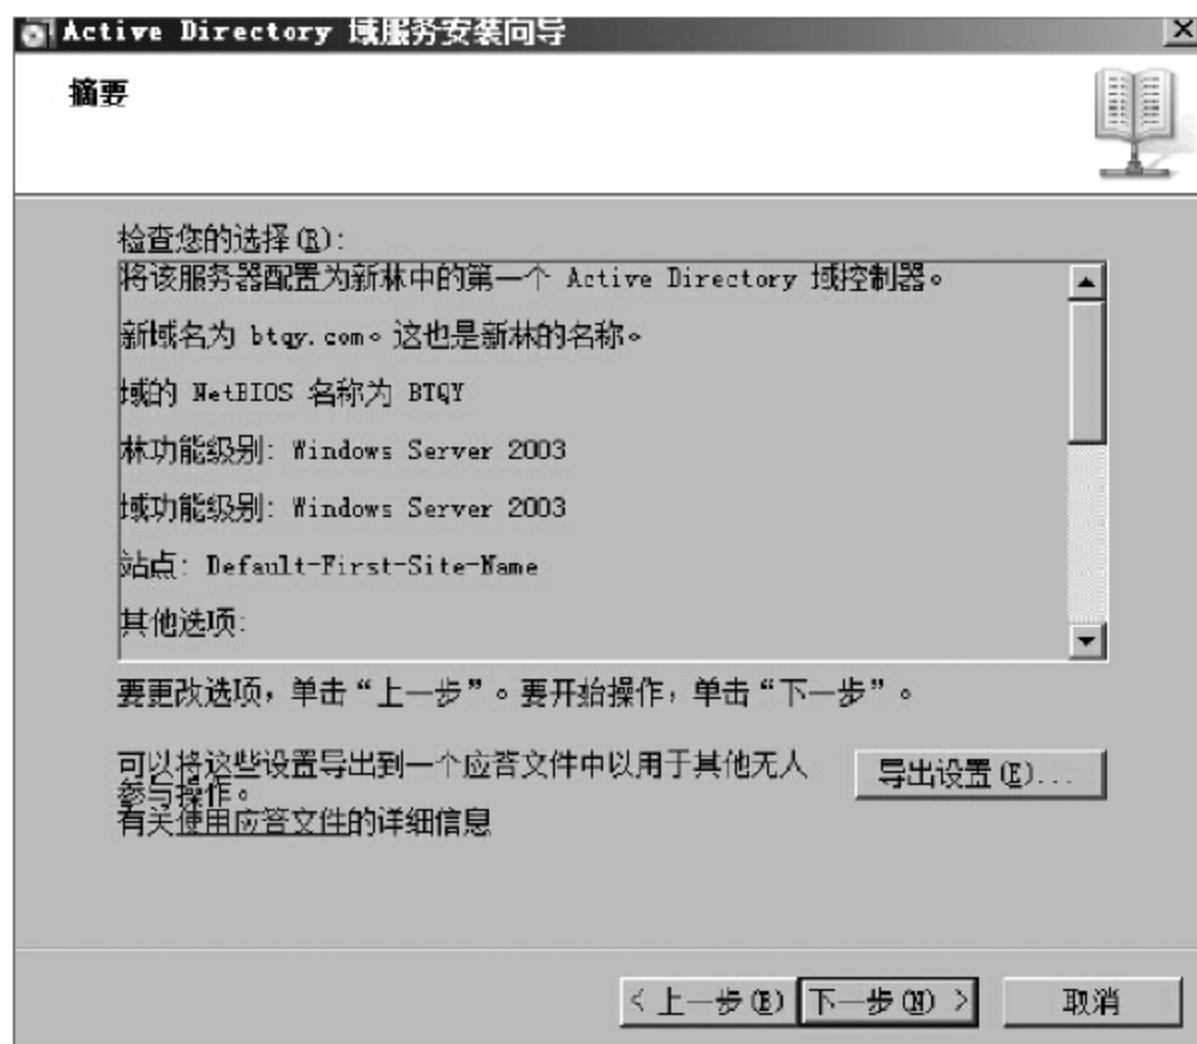 Active Directory 域服务安装向导
摘要
检查您的选择(R):
将该服务器配置为新林中的第一个 Active Directory 域控制器。
新域名为 btqy.com。这也是新林的名称。
域的 NetBIOS 名称为 BTQY
林功能级别: Windows Server 2003
域功能级别: Windows Server 2003
站点: Default-First-Site-Name
其他选项:
要更改选项，单击“上一步”。要开始操作，单击“下一步”。
可以将这些设置导出到一个应答文件中以用于其他无人
参与操作。
导出设置(E)...
有关使用应答文件的详细信息
< 上一步(B) 下一步(N) > 取消